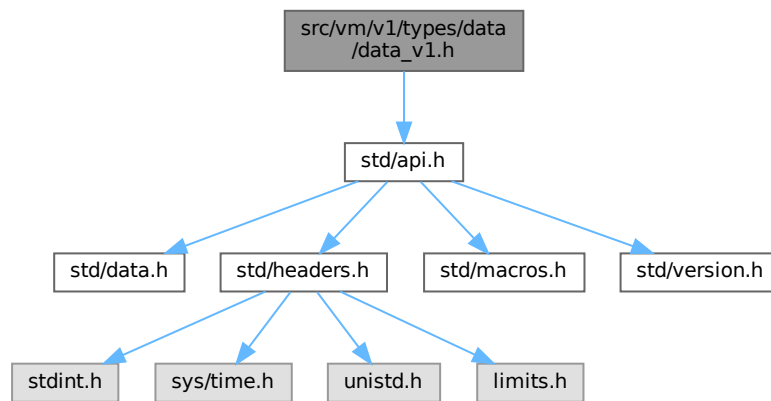 src/vm/v1/types/data
/data_v1.h
std/api.h
std/data.h
std/headers.h
std/macros.h
std/version.h
stdint.h
sys/time.h
unistd.h
limits.h